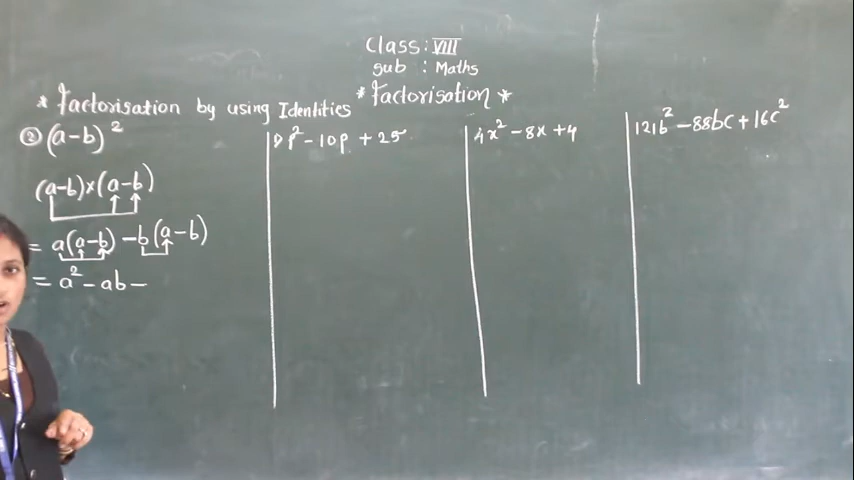 Class: VIII
Sub : Maths
* Factorisation *
* Factorisation by using Identities
② (a-b)²
(a-b)×(a-b)
= a(a-b) -b(a-b)
= a² - ab -
p² - 10p + 25
4x² - 8x + 4
121b² - 88bc + 16c²